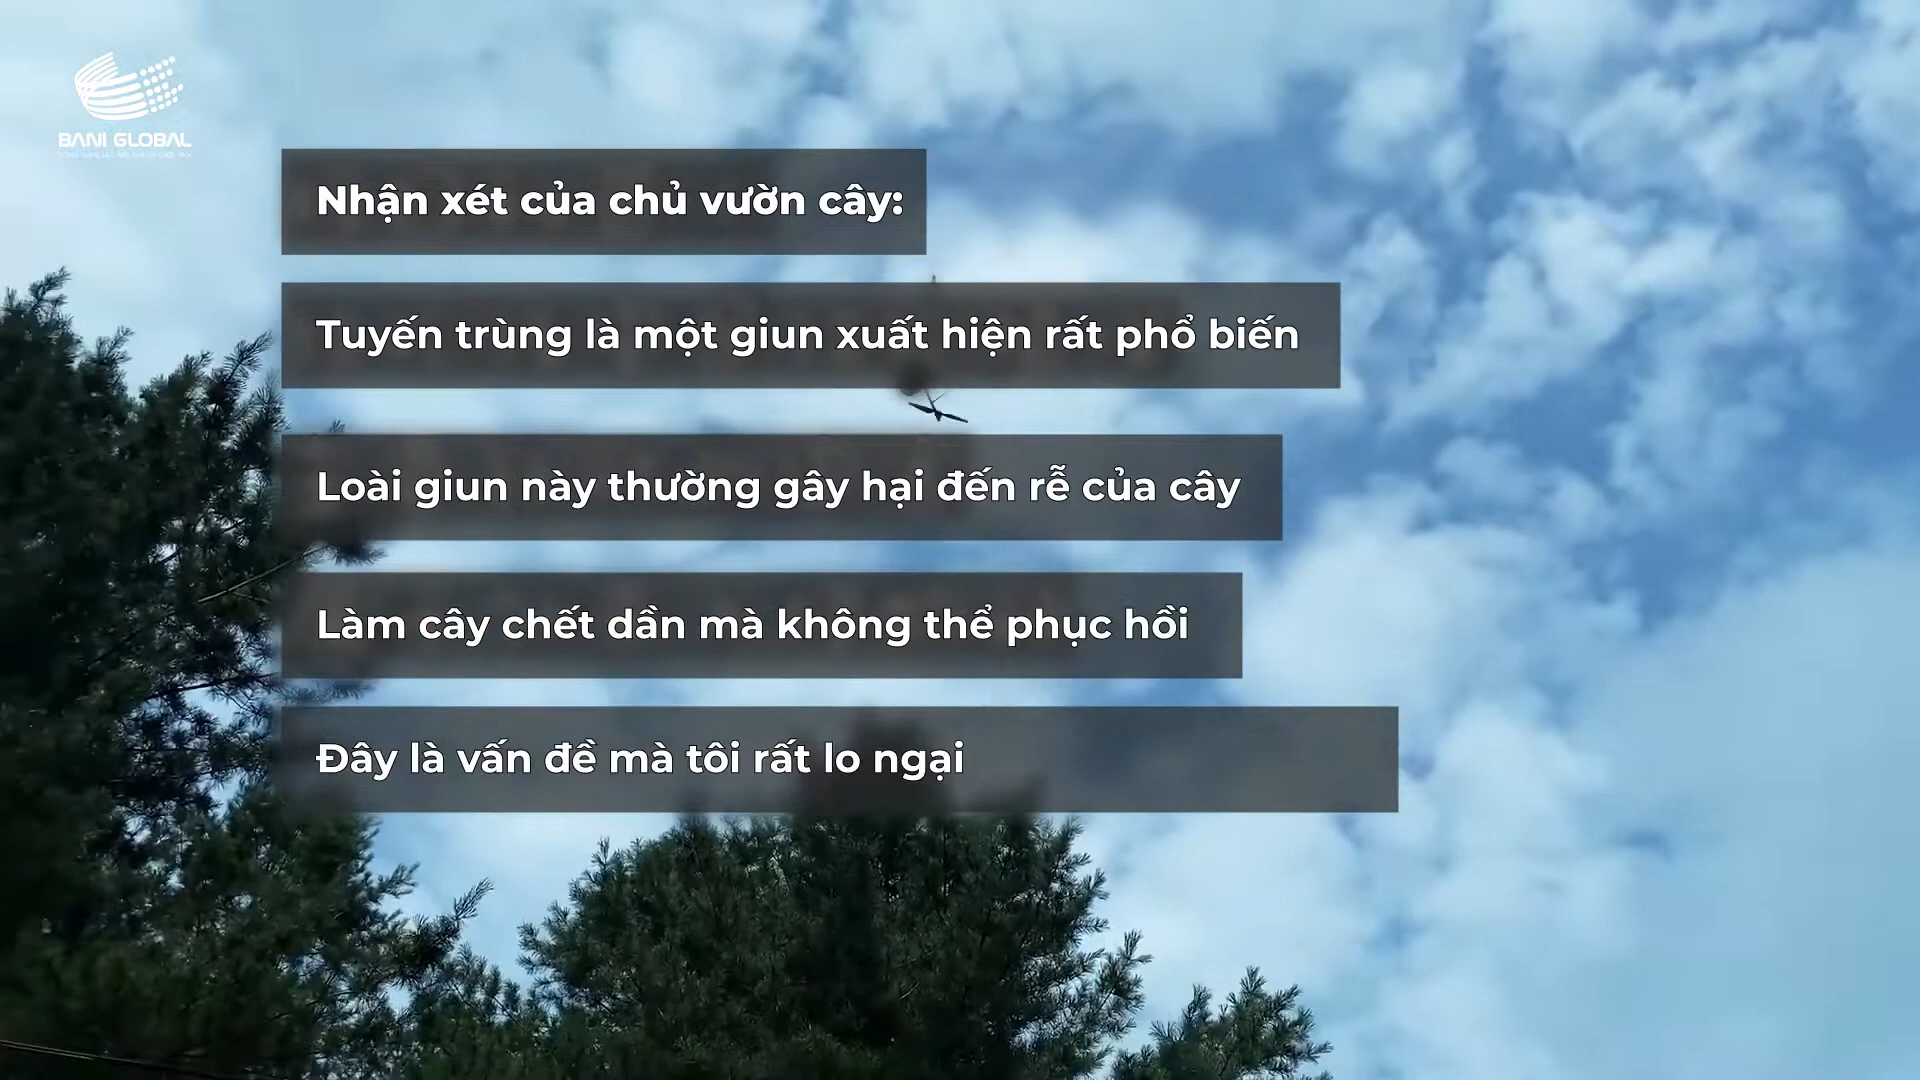 BANI GLOBAL
Nhận xét của chủ vườn cây:
Tuyến trùng là một giun xuất hiện rất phổ biến
Loài giun này thường gây hại đến rễ của cây
Làm cây chết dần mà không thể phục hồi
Đây là vấn đề mà tôi rất lo ngại